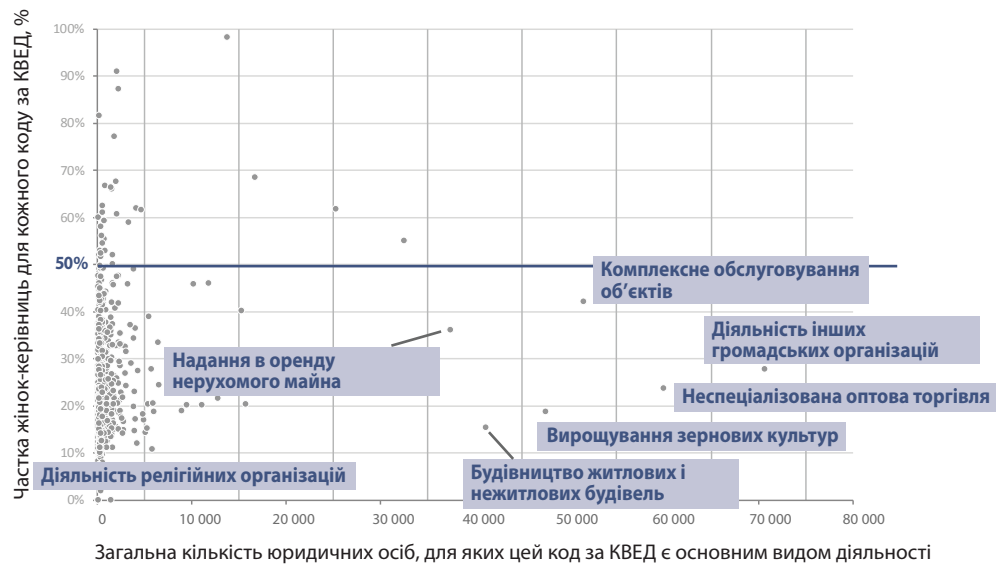 Частка жінок-керівниць для кожного коду за КВЕД, %
100%
90%
80%
70%
60%
50%
40%
30%
20%
10%
0%
Комплексне обслуговування
об’єктів
Діяльність інших
громадських організацій
Надання в оренду
нерухомого майна
Неспеціалізована оптова торгівля
Вирощування зернових культур
Діяльність релігійних організацій
Будівництво житлових і
нежитлових будівель
0 10 000 20 000 30 000 40 000 50 000 60 000 70 000 80 000
Загальна кількість юридичних осіб, для яких цей код за КВЕД є основним видом діяльності